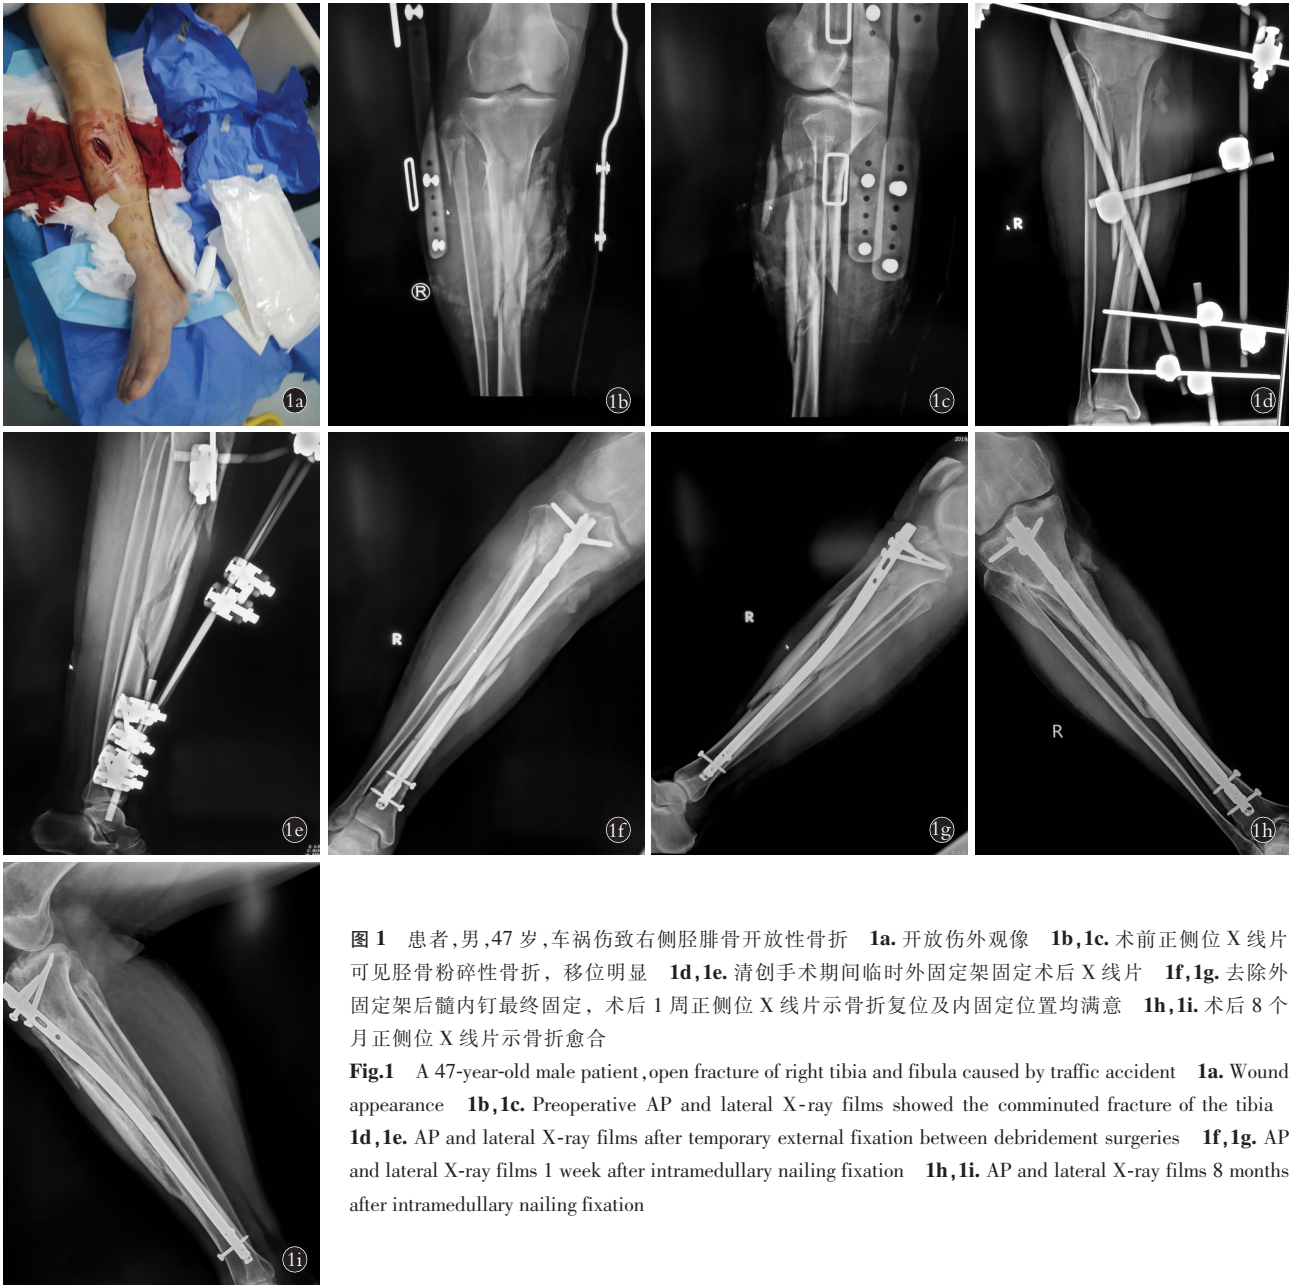 1a
1b
1c
R
1d
R
1e
R
1f
2019
R
1g
R
1h
1i
图 1 患者,男,47 岁,车祸伤致右侧胫腓骨开放性骨折 1a. 开放伤外观像 1b,1c. 术前正侧位 X 线片
可见胫骨粉碎性骨折，移位明显 1d,1e. 清创手术期间临时外固定架固定术后 X 线片 1f,1g. 去除外
固定架后髓内钉最终固定，术后 1 周正侧位 X 线片示骨折复位及内固定位置均满意 1h,1i. 术后 8 个
月正侧位 X 线片示骨折愈合
Fig.1 A 47-year-old male patient,open fracture of right tibia and fibula caused by traffic accident 1a. Wound
appearance 1b,1c. Preoperative AP and lateral X-ray films showed the comminuted fracture of the tibia
1d,1e. AP and lateral X-ray films after temporary external fixation between debridement surgeries 1f,1g. AP
and lateral X-ray films 1 week after intramedullary nailing fixation 1h,1i. AP and lateral X-ray films 8 months
after intramedullary nailing fixation